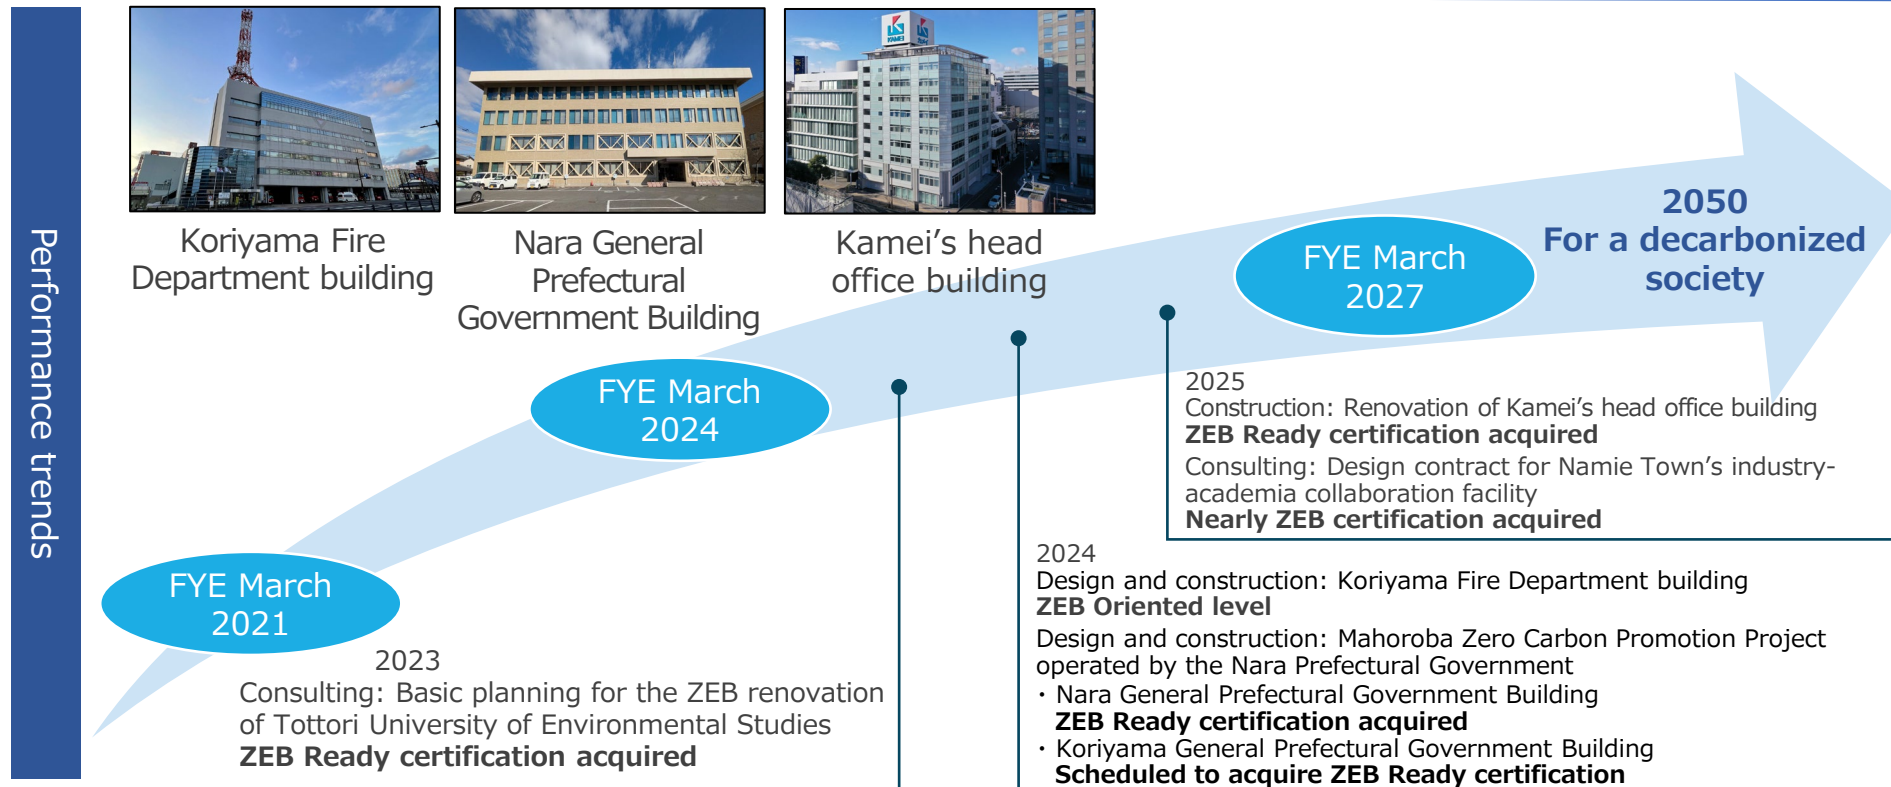 Performance trends
KAMEI
Koriyama Fire
Department building
Nara General
Prefectural
Government Building
Kamei’s head
office building
FYE March
2021
FYE March
2024
FYE March
2027
2050
For a decarbonized
society
2023
Consulting: Basic planning for the ZEB renovation
of Tottori University of Environmental Studies
ZEB Ready certification acquired
2024
Design and construction: Koriyama Fire Department building
ZEB Oriented level
Design and construction: Mahoroba Zero Carbon Promotion Project
operated by the Nara Prefectural Government
・ Nara General Prefectural Government Building
ZEB Ready certification acquired
・ Koriyama General Prefectural Government Building
Scheduled to acquire ZEB Ready certification
2025
Construction: Renovation of Kamei’s head office building
ZEB Ready certification acquired
Consulting: Design contract for Namie Town’s industry-
academia collaboration facility
Nearly ZEB certification acquired